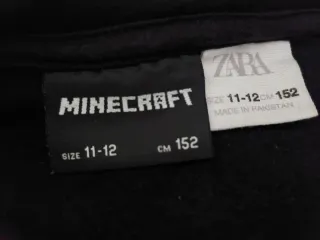 MINECRAFT
SIZE 11-12 CM 152
ZARA
SIZE 11-12 CM 152
MADE IN PAKISTAN